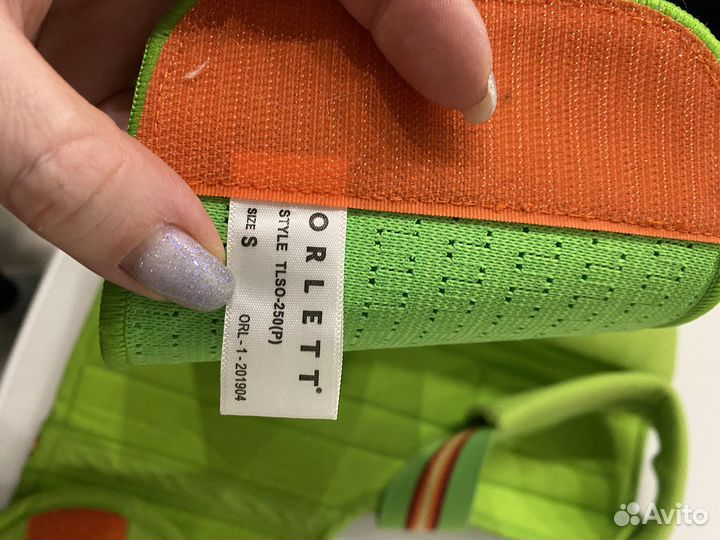 ORLETT®
STYLE TLSO-250(P)
SIZE S
ORL-1-201904
Avito